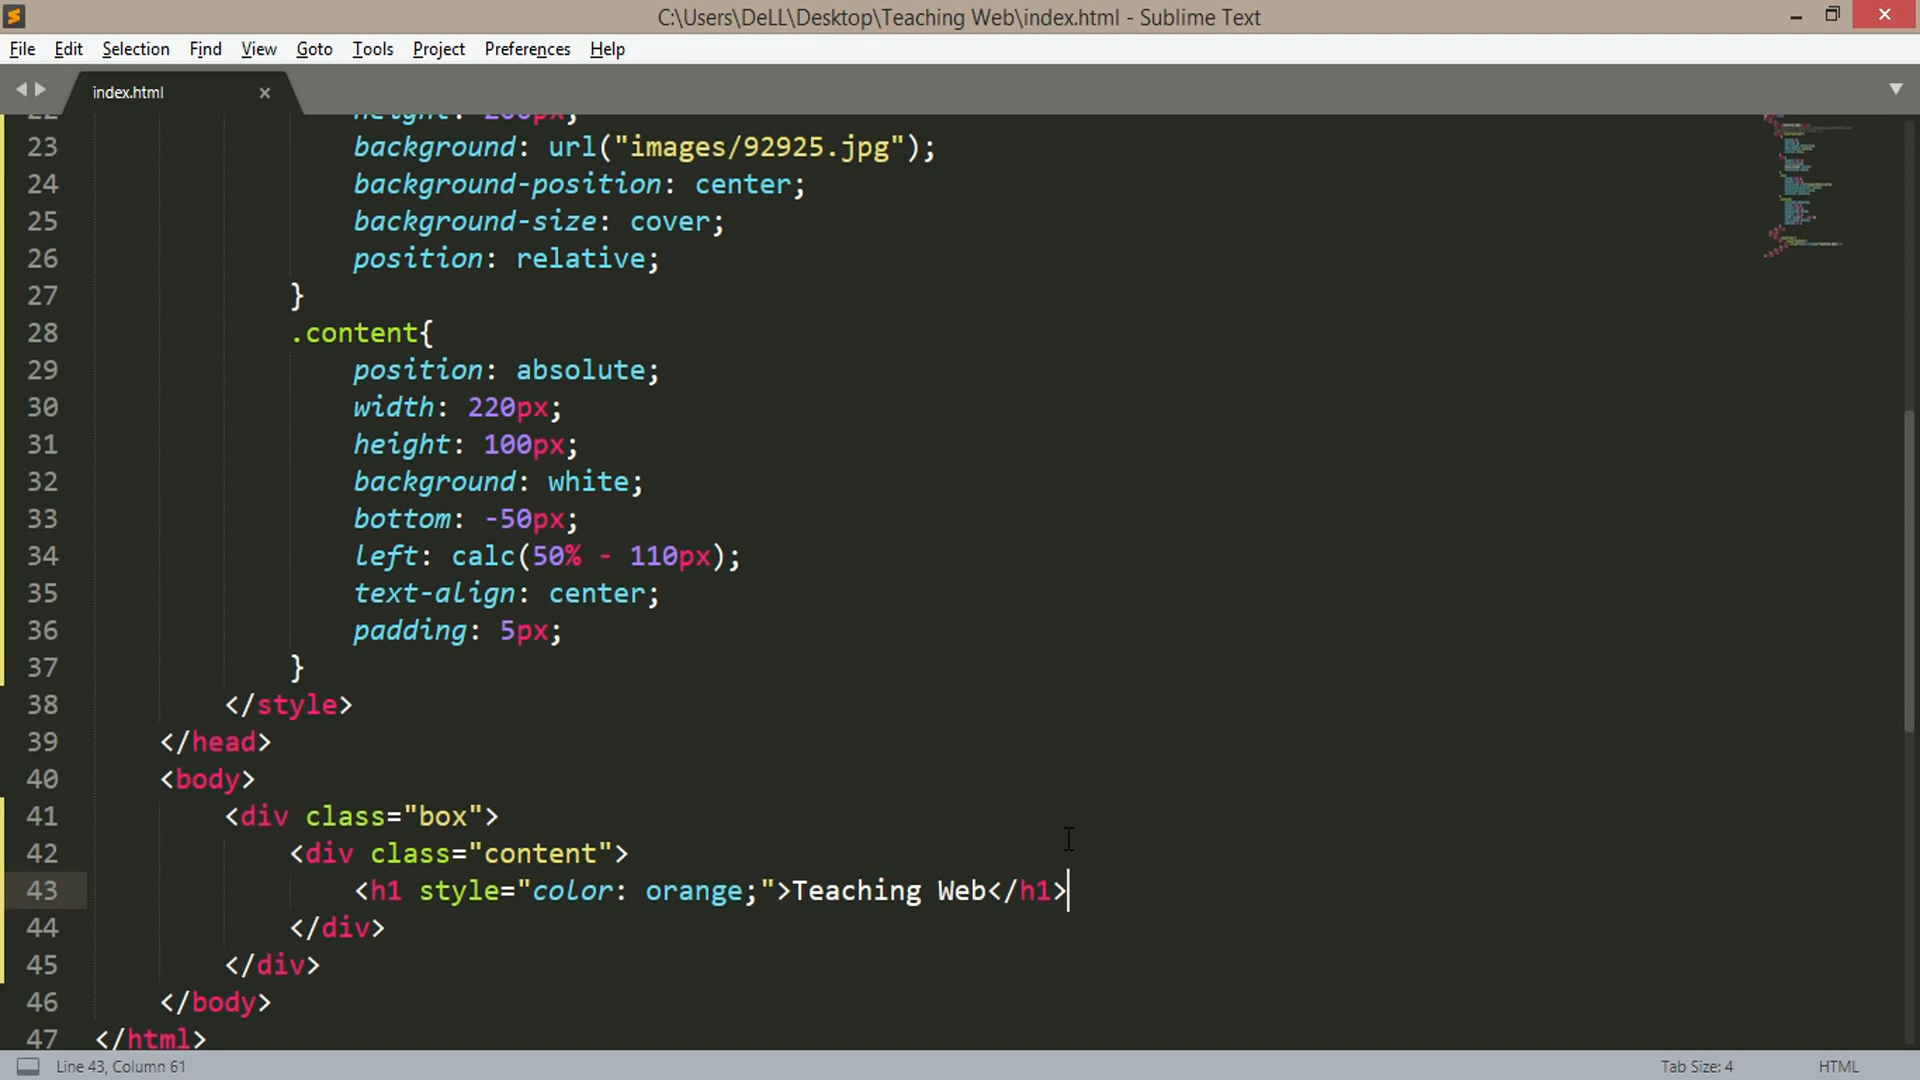 C:\Users\DeLL\Desktop\Teaching Web\index.html - Sublime Text
File Edit Selection Find View Goto Tools Project Preferences Help
index.html
22 height: 200px;
23 background: url("images/92925.jpg");
24 background-position: center;
25 background-size: cover;
26 position: relative;
27 }
28 .content{
29 position: absolute;
30 width: 220px;
31 height: 100px;
32 background: white;
33 bottom: -50px;
34 left: calc(50% - 110px);
35 text-align: center;
36 padding: 5px;
37 }
38 </style>
39 </head>
40 <body>
41 <div class="box">
42 <div class="content">
43 <h1 style="color: orange;">Teaching Web</h1>
44 </div>
45 </div>
46 </body>
47 </html>
Line 43, Column 61 Tab Size: 4 HTML